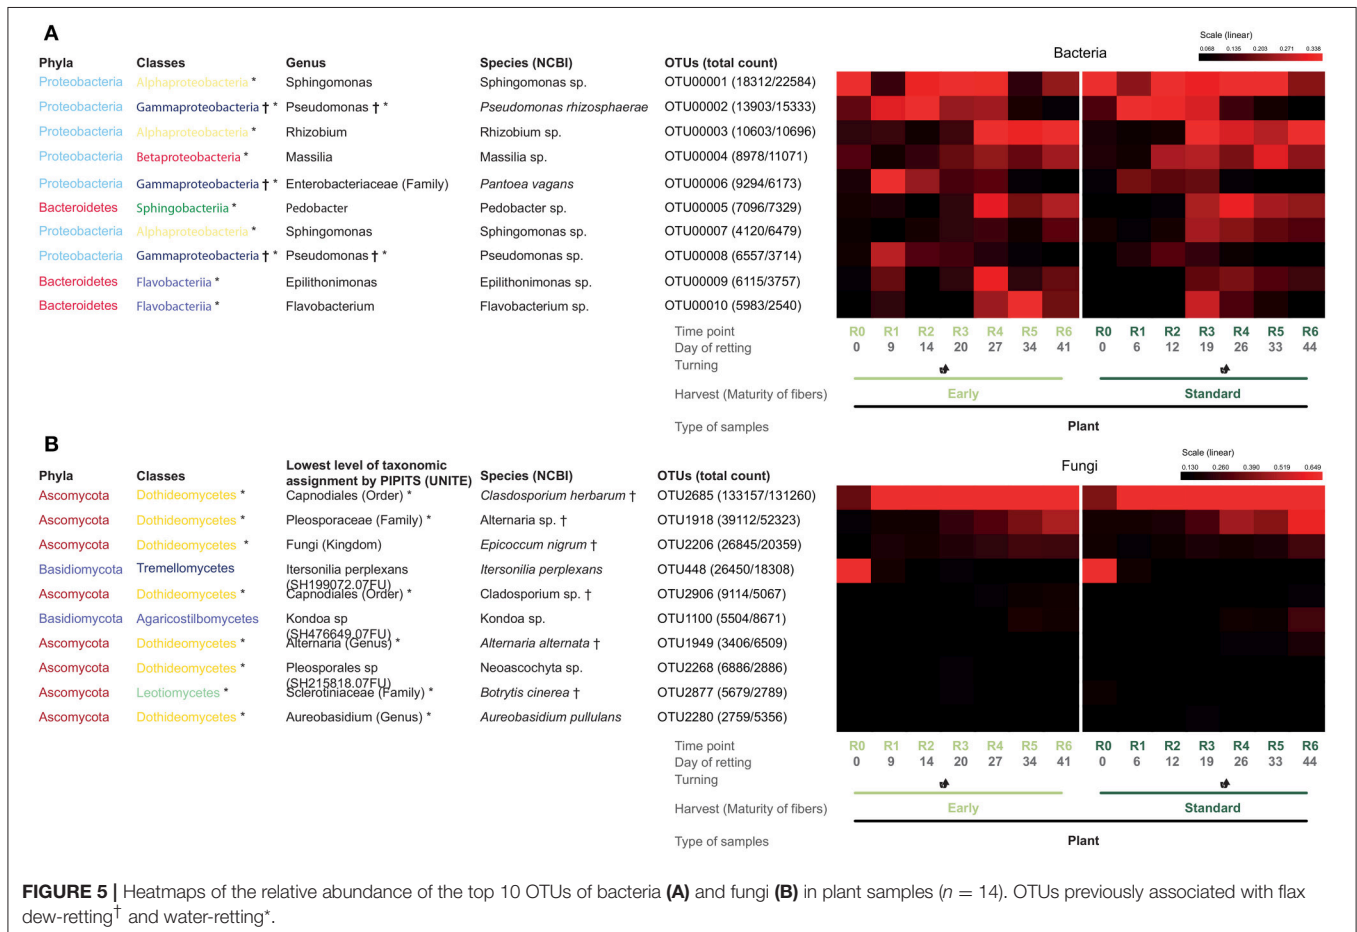 A
Scale (linear)
0.068 0.135 0.203 0.271 0.338
Bacteria
Phyla Classes Genus Species (NCBI) OTUs (total count)
Proteobacteria Alphaproteobacteria * Sphingomonas Sphingomonas sp. OTU00001 (18312/22584)
Proteobacteria Gammaproteobacteria † * Pseudomonas † * Pseudomonas rhizosphaerae OTU00002 (13903/15333)
Proteobacteria Alphaproteobacteria * Rhizobium Rhizobium sp. OTU00003 (10603/10696)
Proteobacteria Betaproteobacteria * Massilia Massilia sp. OTU00004 (8978/11071)
Proteobacteria Gammaproteobacteria † * Enterobacteriaceae (Family) Pantoea vagans OTU00006 (9294/6173)
Bacteroidetes Sphingobacteriia * Pedobacter Pedobacter sp. OTU00005 (7096/7329)
Proteobacteria Alphaproteobacteria * Sphingomonas Sphingomonas sp. OTU00007 (4120/6479)
Proteobacteria Gammaproteobacteria † * Pseudomonas † * Pseudomonas sp. OTU00008 (6557/3714)
Bacteroidetes Flavobacteriia * Epilithonimonas Epilithonimonas sp. OTU00009 (6115/3757)
Bacteroidetes Flavobacteriia * Flavobacterium Flavobacterium sp. OTU00010 (5983/2540)
Time point R0 R1 R2 R3 R4 R5 R6 R0 R1 R2 R3 R4 R5 R6
Day of retting 0 9 14 20 27 34 41 0 6 12 19 26 33 44
Turning
Harvest (Maturity of fibers) Early Standard
Type of samples Plant
B
Scale (linear)
0.130 0.260 0.390 0.519 0.649
Fungi
Phyla Classes Lowest level of taxonomic assignment by PIPITS (UNITE) Species (NCBI) OTUs (total count)
Ascomycota Dothideomycetes * Capnodiales (Order) * Clasdosporium herbarum † OTU2685 (133157/131260)
Ascomycota Dothideomycetes * Pleosporaceae (Family) * Alternaria sp. † OTU1918 (39112/52323)
Ascomycota Dothideomycetes * Fungi (Kingdom) Epicoccum nigrum † OTU2206 (26845/20359)
Basidiomycota Tremellomycetes Itersonilia perplexans (SH199072.07FU) Itersonilia perplexans OTU448 (26450/18308)
Ascomycota Dothideomycetes * Capnodiales (Order) * Cladosporium sp. † OTU2906 (9114/5067)
Basidiomycota Agaricostilbomycetes Kondoa sp (SH476649.07FU) Kondoa sp. OTU1100 (5504/8671)
Ascomycota Dothideomycetes * Alternaria (Genus) * Alternaria alternata † OTU1949 (3406/6509)
Ascomycota Dothideomycetes * Pleosporales sp (SH215818.07FU) Neoascochyta sp. OTU2268 (6886/2886)
Ascomycota Leotiomycetes * Sclerotiniaceae (Family) * Botrytis cinerea † OTU2877 (5679/2789)
Ascomycota Dothideomycetes * Aureobasidium (Genus) * Aureobasidium pullulans OTU2280 (2759/5356)
Time point R0 R1 R2 R3 R4 R5 R6 R0 R1 R2 R3 R4 R5 R6
Day of retting 0 9 14 20 27 34 41 0 6 12 19 26 33 44
Turning
Harvest (Maturity of fibers) Early Standard
Type of samples Plant
FIGURE 5 | Heatmaps of the relative abundance of the top 10 OTUs of bacteria (A) and fungi (B) in plant samples (n = 14). OTUs previously associated with flax
dew-retting† and water-retting*.